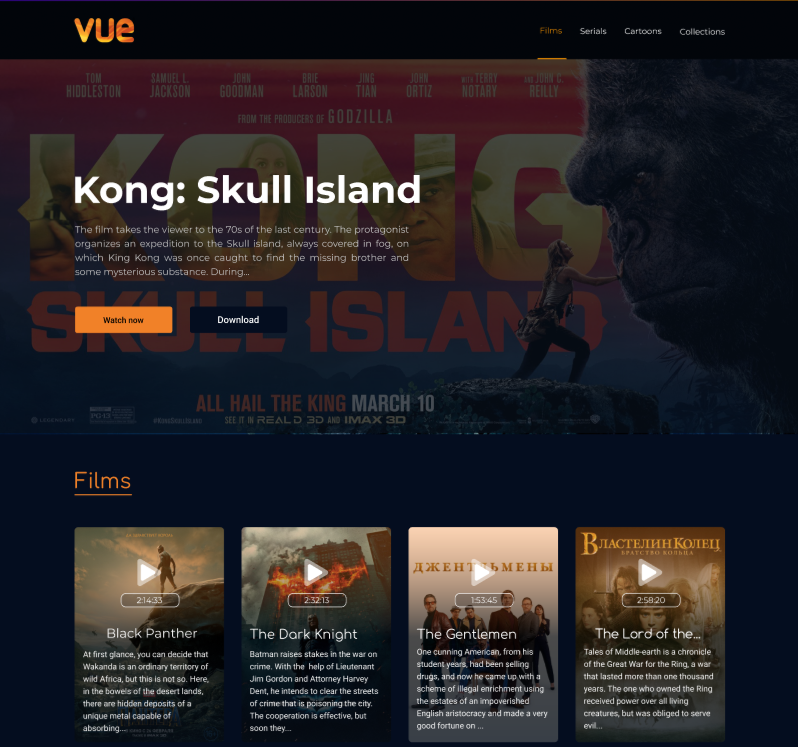 vue
Films
Serials
Cartoons
Collections
TOM HIDDLESTON
SAMUEL L. JACKSON
JOHN GOODMAN
BRIE LARSON
JING TIAN
JOHN ORTIZ
WITH TERRY NOTARY
AND JOHN C. REILLY
FROM THE PRODUCERS OF GODZILLA
KONG
Kong: Skull Island
The film takes the viewer to the 70s of the last century. The protagonist
organizes an expedition to the Skull island, always covered in fog, on
which King Kong was once caught to find the missing brother and
some mysterious substance. During...
SKULL ISLAND
Watch now
Download
ALL HAIL THE KING MARCH 10
LEGENDARY
PG-13
#KONGSKULLISLAND
SEE IT IN REAL D 3D AND IMAX 3D
Films
2:14:33
Black Panther
At first glance, you can decide that
Wakanda is an ordinary territory of
wild Africa, but this is not so. Here,
in the bowels of the desert lands,
there are hidden deposits of a
unique metal capable of
absorbing...
2:32:13
The Dark Knight
Batman raises stakes in the war on
crime. With the help of Lieutenant
Jim Gordon and Attorney Harvey
Dent, he intends to clear the streets
of crime that is poisoning the city.
The cooperation is effective, but
soon they...
ДЖЕНТЛЬМЕНЫ
1:53:45
The Gentlemen
One cunning American, from his
student years, had been selling
drugs, and now he came up with a
scheme of illegal enrichment using
the estates of an impoverished
English aristocracy and made a very
good fortune on ...
ВЛАСТЕЛИН КОЛЕЦ
БРАТСТВО КОЛЬЦА
2:58:20
The Lord of the...
Tales of Middle-earth is a chronicle
of the Great War for the Ring, a war
that lasted more than one thousand
years. The one who owned the Ring
received power over all living
creatures, but was obliged to serve
evil...